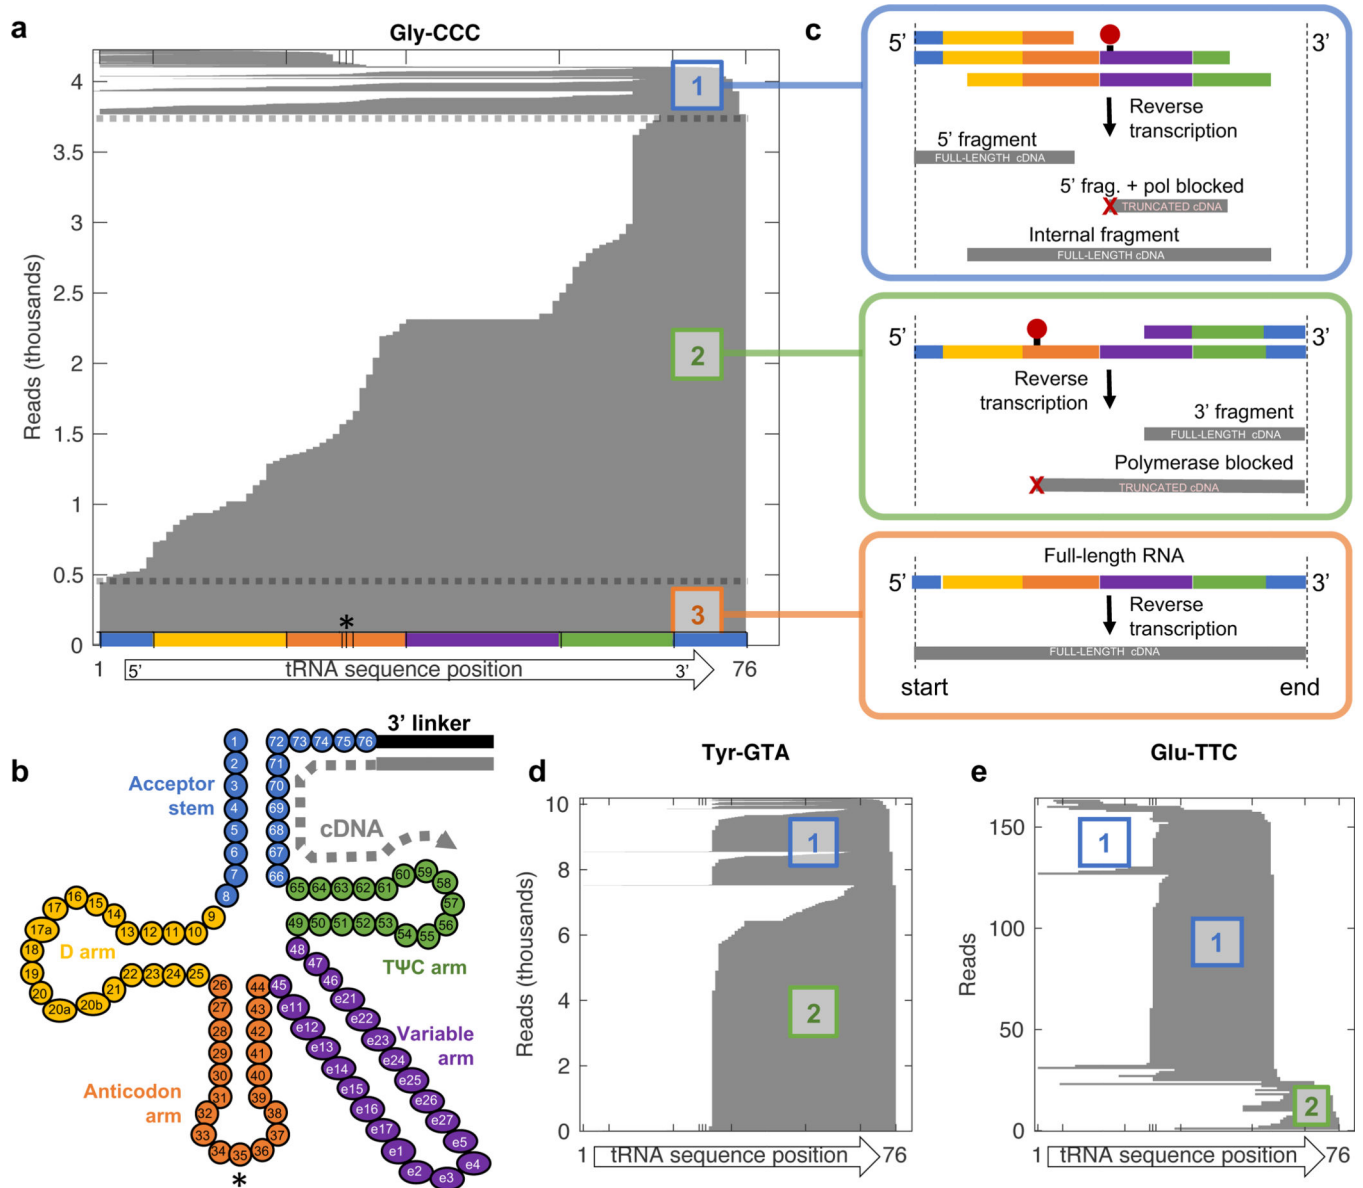 a
Gly-CCC
Reads (thousands)
4
3.5
3
2.5
2
1.5
1
0.5
0
1
2
3
*
1
5’
tRNA sequence position
3’
76
c
5’
3’
Reverse
transcription
5’ fragment
FULL-LENGTH cDNA
5’ frag. + pol blocked
X
TRUNCATED cDNA
Internal fragment
FULL-LENGTH cDNA
5’
3’
Reverse
transcription
3’ fragment
FULL-LENGTH cDNA
Polymerase blocked
X
TRUNCATED cDNA
Full-length RNA
5’
3’
Reverse
transcription
FULL-LENGTH cDNA
start
end
b
3’ linker
Acceptor
stem
cDNA
D arm
TΨC arm
Variable
arm
Anticodon
arm
1
2
3
4
5
6
7
8
9
10
11
12
13
14
15
16
17
17a
18
19
20
20a
20b
21
22
23
24
25
26
27
28
29
30
31
32
33
34
35
36
37
38
39
40
41
42
43
44
45
e11
e12
e13
e14
e15
e16
e17
e1
e2
e3
e4
e5
e27
e26
e25
e24
e23
e22
e21
46
47
48
49
50
51
52
53
54
55
56
57
58
59
60
61
62
63
64
65
66
67
68
69
70
71
72
73
74
75
76
*
d
Tyr-GTA
Reads (thousands)
10
8
6
4
2
0
1
2
1
tRNA sequence position
76
e
Glu-TTC
Reads
150
100
50
0
1
1
2
1
tRNA sequence position
76